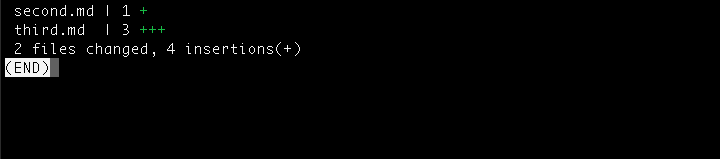 second.md | 1 +
third.md  | 3 +++
2 files changed, 4 insertions(+)
(END)